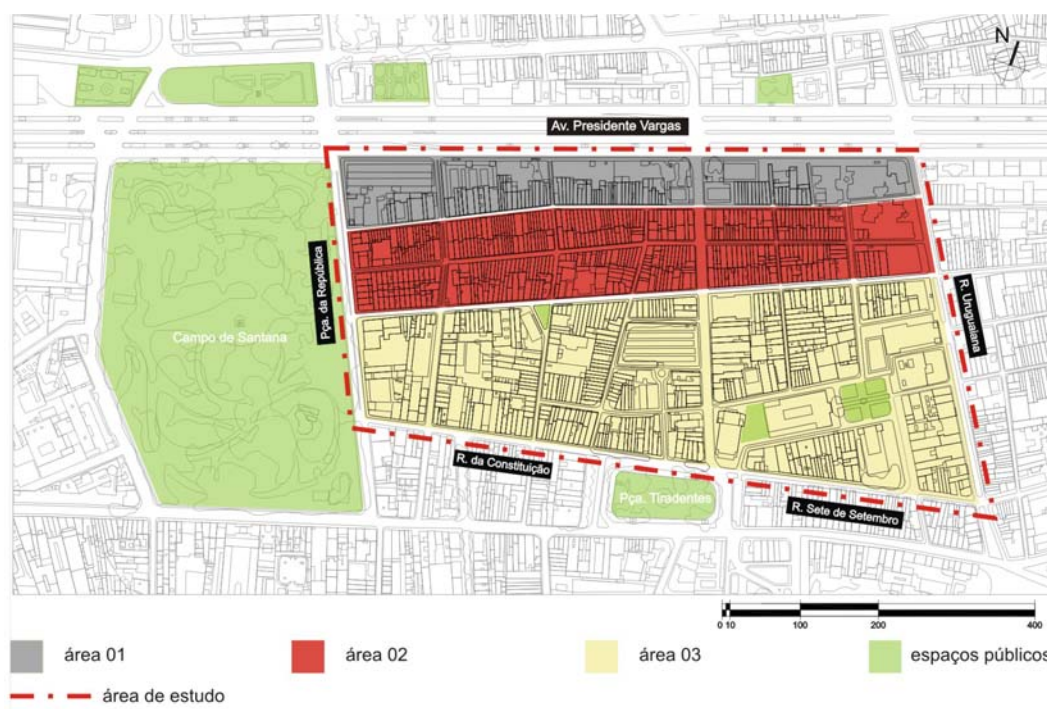 N
Av. Presidente Vargas
Pça. da República
Campo de Santana
R. Uruguaiana
R. da Constituição
Pça. Tiradentes
R. Sete de Setembro
0 10 100 200 400
área 01
área 02
área 03
espaços públicos
área de estudo